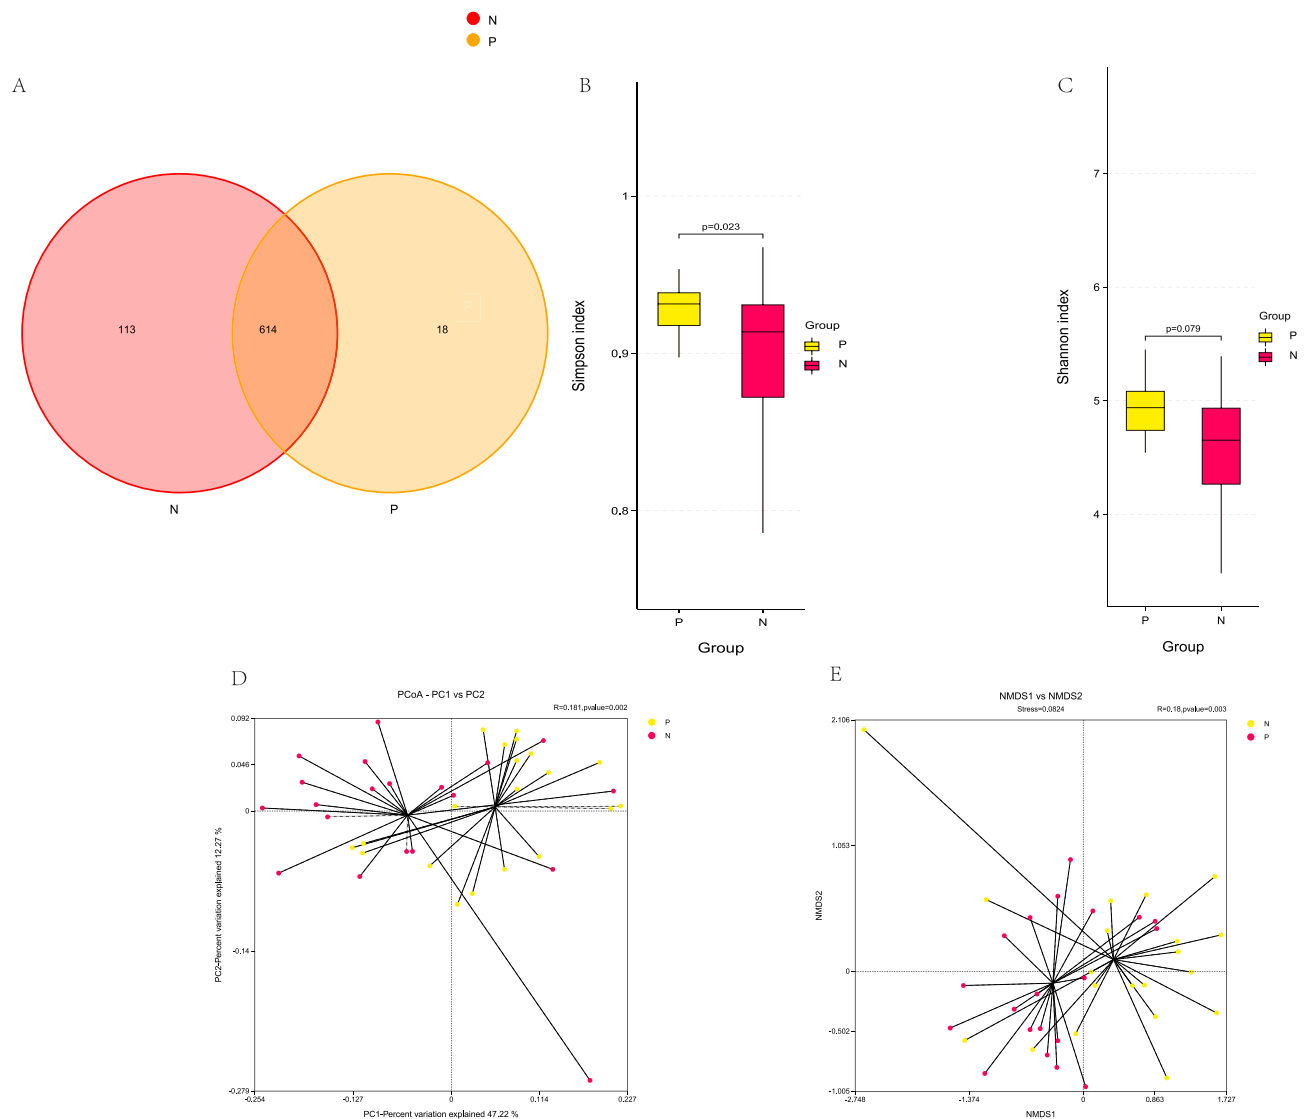 N
P
A
B
C
113
614
18
N
P
Simpson index
1
0.9
0.8
p=0.023
P
N
Group
Group
P
N
Shannon index
7
6
5
4
p=0.079
P
N
Group
Group
P
N
D
PCoA - PC1 vs PC2
R=0.181,pvalue=0.002
P
N
PC2-Percent variation explained 12.27 %
0.092
0.046
0
-0.14
-0.279
-0.254
-0.127
0
0.114
0.227
PC1-Percent variation explained 47.22 %
E
NMDS1 vs NMDS2
Stress=0.0824
R=0.18,pvalue=0.003
N
P
NMDS2
2.106
1.053
0
-0.502
-1.005
-2.748
-1.374
0
0.863
1.727
NMDS1